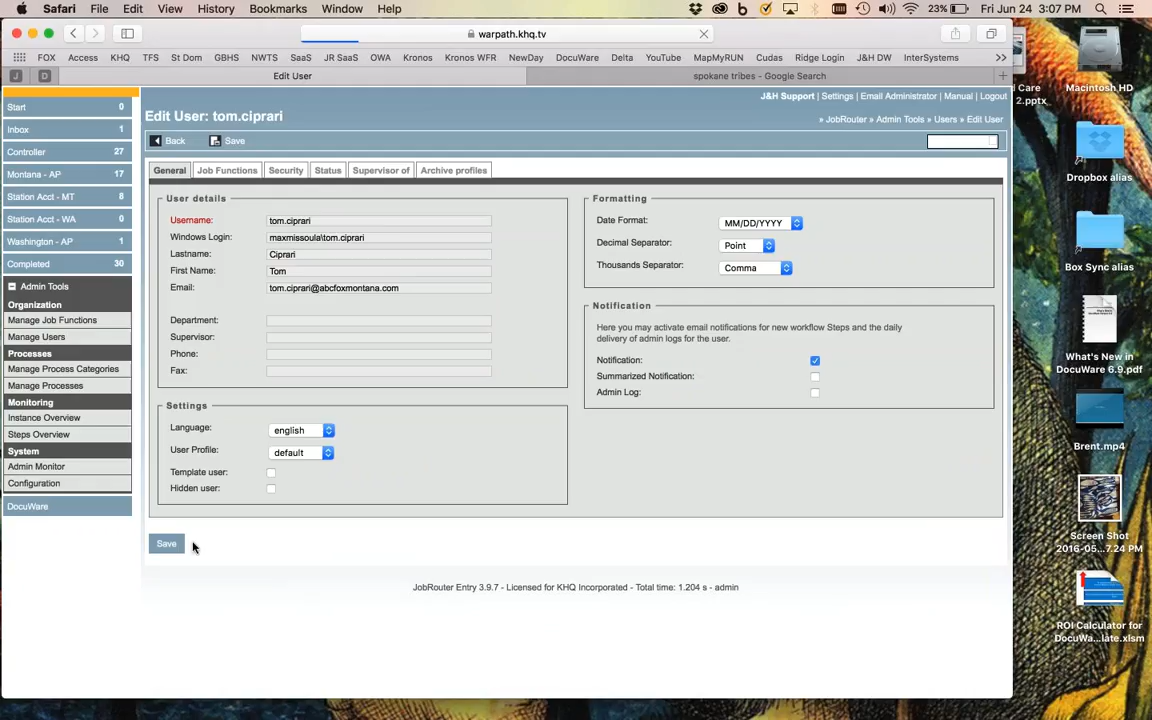 Safari File Edit View History Bookmarks Window Help 23% Fri Jun 24 3:07 PM
warpath.khq.tv
FOX Access KHQ TFS St Dom GBHS NWTS SaaS JR SaaS OWA Kronos Kronos WFR NewDay DocuWare Delta YouTube MapMyRUN Cudas Ridge Login J&H DW InterSystems
J D Edit User spokane tribes - Google Search
J&H Support | Settings | Email Administrator | Manual | Logout
Edit User: tom.ciprari
» JobRouter » Admin Tools » Users » Edit User
Back Save
Start 0
Inbox 1
Controller 27
Montana - AP 17
Station Acct - MT 8
Station Acct - WA 0
Washington - AP 1
Completed 30
Admin Tools
Organization
Manage Job Functions
Manage Users
Processes
Manage Process Categories
Manage Processes
Monitoring
Instance Overview
Steps Overview
System
Admin Monitor
Configuration
DocuWare
General Job Functions Security Status Supervisor of Archive profiles
User details
Username: tom.ciprari
Windows Login: maxmissoula\tom.ciprari
Lastname: Ciprari
First Name: Tom
Email: tom.ciprari@abcfoxmontana.com
Department:
Supervisor:
Phone:
Fax:
Settings
Language: english
User Profile: default
Template user:
Hidden user:
Formatting
Date Format: MM/DD/YYYY
Decimal Separator: Point
Thousands Separator: Comma
Notification
Here you may activate email notifications for new workflow Steps and the daily
delivery of admin logs for the user.
Notification:
Summarized Notification:
Admin Log:
Save
JobRouter Entry 3.9.7 - Licensed for KHQ Incorporated - Total time: 1.204 s - admin
d Care
2.pptx
Macintosh HD
Dropbox alias
Box Sync alias
What's New in
DocuWare 6.9.pdf
Brent.mp4
Screen Shot
2016-05...7.24 PM
ROI Calculator for
DocuWa...late.xlsm